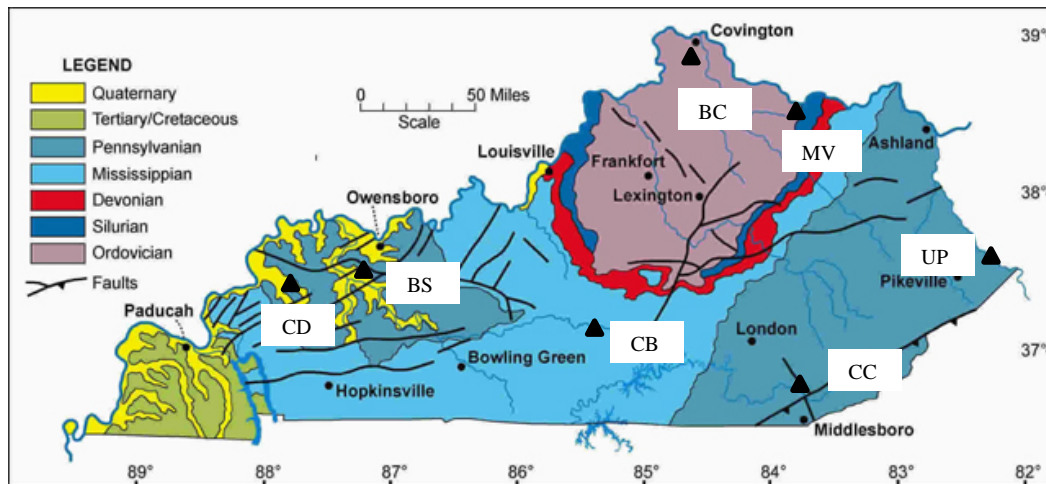 LEGEND
Quaternary
Tertiary/Cretaceous
Pennsylvanian
Mississippian
Devonian
Silurian
Ordovician
Faults
0 50 Miles
Scale
Covington
39°
BC
MV
Ashland
Louisville
Frankfort
Lexington
38°
Owensboro
UP
Pikeville
BS
CD
Paducah
CB
London
37°
Bowling Green
CC
Hopkinsville
Middlesboro
89° 88° 87° 86° 85° 84° 83° 82°